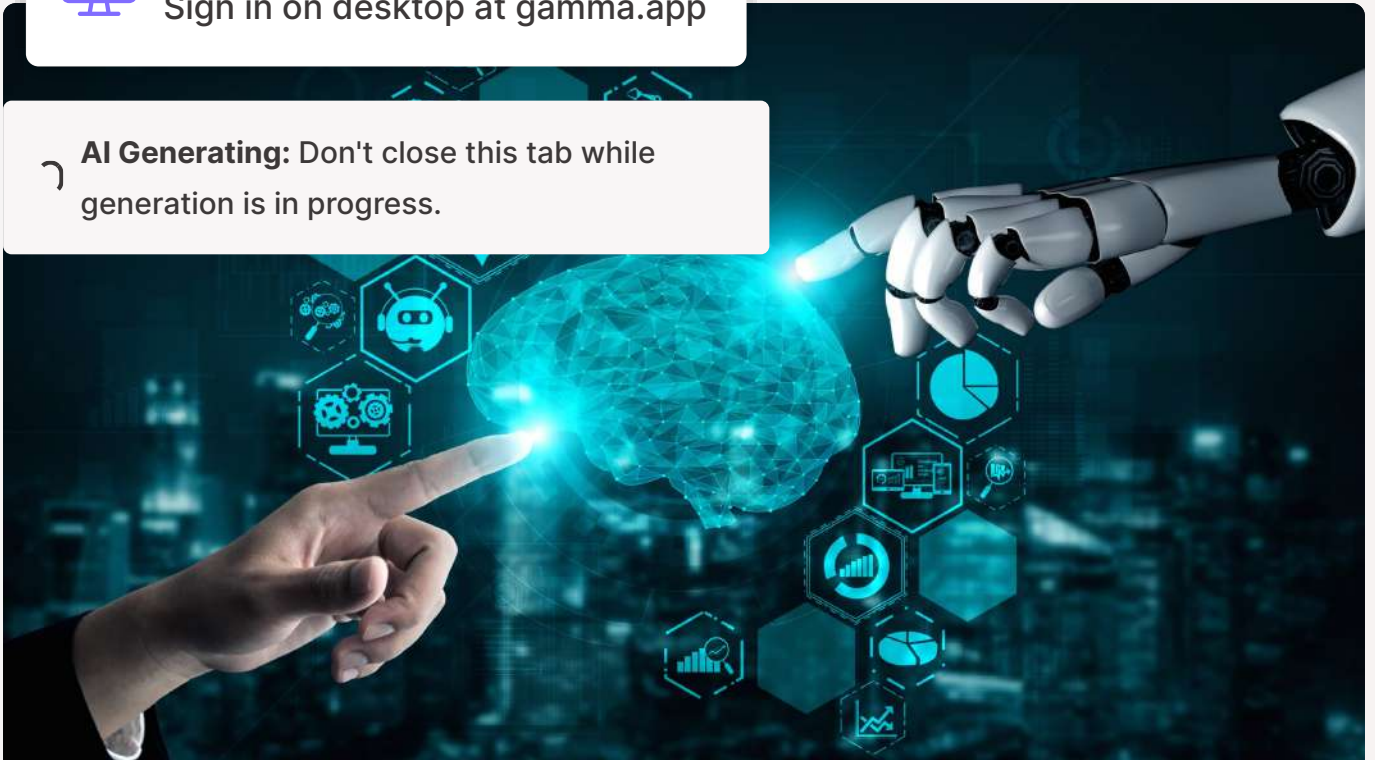 Sign in on desktop at gamma.app
AI Generating: Don't close this tab while
generation is in progress.